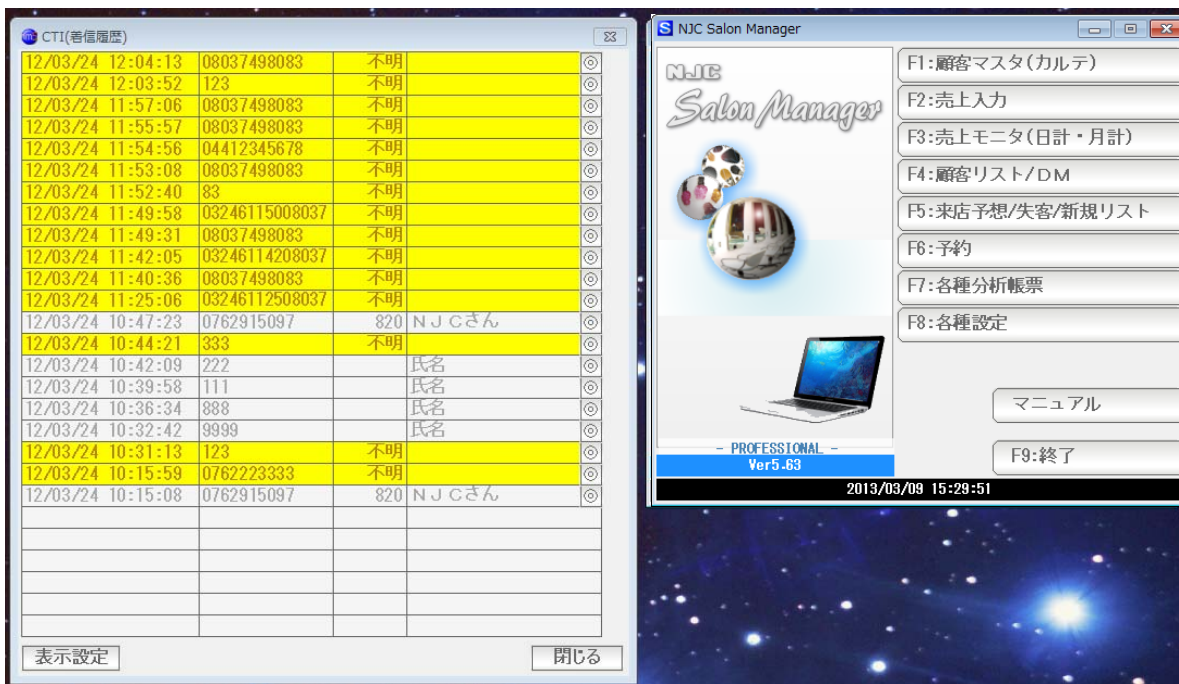 CTI(着信履歴)
12/03/24 12:04:13 08037498083 不明
12/03/24 12:03:52 123 不明
12/03/24 11:57:06 08037498083 不明
12/03/24 11:55:57 08037498083 不明
12/03/24 11:54:56 04412345678 不明
12/03/24 11:53:08 08037498083 不明
12/03/24 11:52:40 83 不明
12/03/24 11:49:58 03246115008037 不明
12/03/24 11:49:31 08037498083 不明
12/03/24 11:42:05 03246114208037 不明
12/03/24 11:40:36 08037498083 不明
12/03/24 11:25:06 03246112508037 不明
12/03/24 10:47:23 0762915097 820 ＮＪＣさん
12/03/24 10:44:21 333 不明
12/03/24 10:42:09 222 氏名
12/03/24 10:39:58 111 氏名
12/03/24 10:36:34 888 氏名
12/03/24 10:32:42 9999 氏名
12/03/24 10:31:13 123 不明
12/03/24 10:15:59 0762223333 不明
12/03/24 10:15:08 0762915097 820 ＮＪＣさん
表示設定 閉じる
NJC Salon Manager
NJC
Salon Manager
- PROFESSIONAL -
Ver5.63
F1:顧客マスタ(カルテ)
F2:売上入力
F3:売上モニタ(日計・月計)
F4:顧客リスト/ＤＭ
F5:来店予想/失客/新規リスト
F6:予約
F7:各種分析帳票
F8:各種設定
マニュアル
F9:終了
2013/03/09 15:29:51